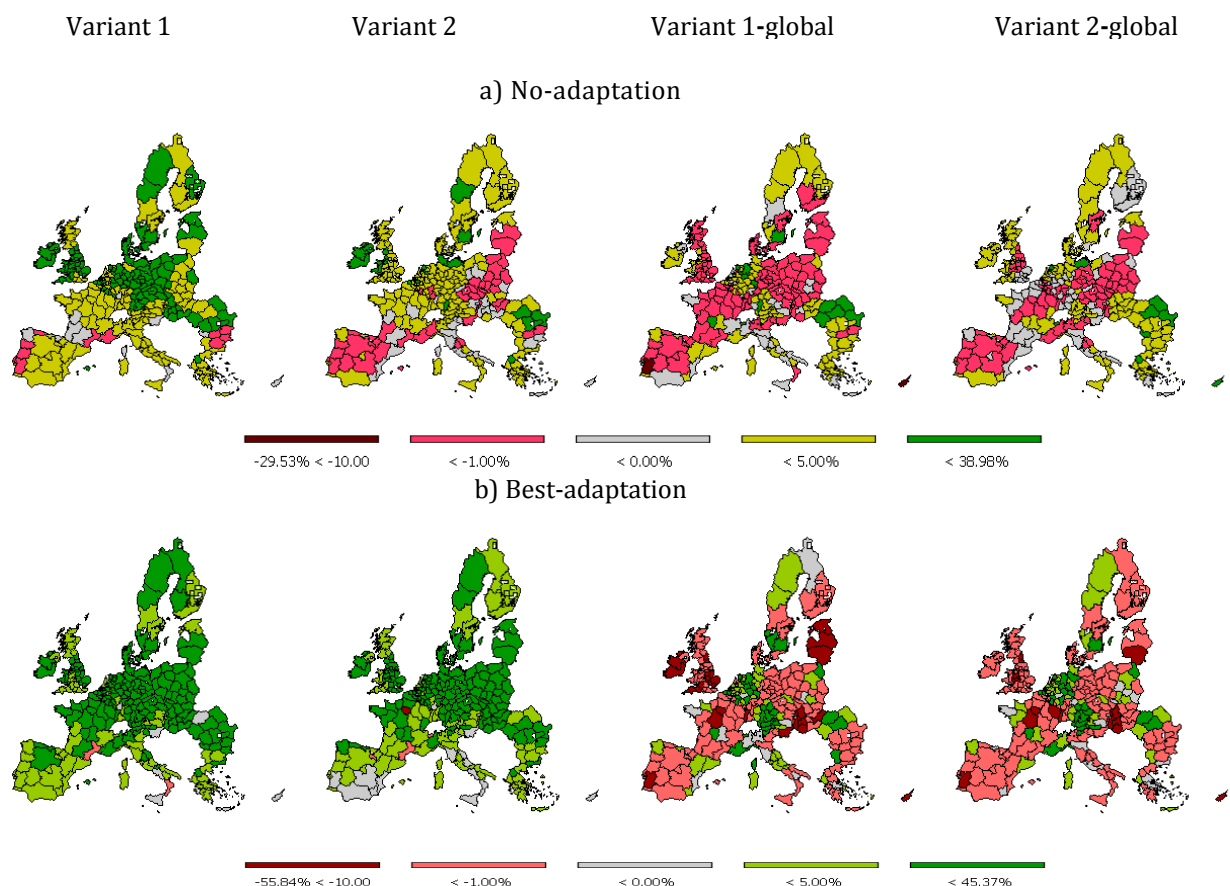 Variant 1 Variant 2 Variant 1-global Variant 2-global
a) No-adaptation
-29.53% < -10.00 < -1.00% < 0.00% < 5.00% < 38.98%
b) Best-adaptation
-55.84% < -10.00 < -1.00% < 0.00% < 5.00% < 45.37%